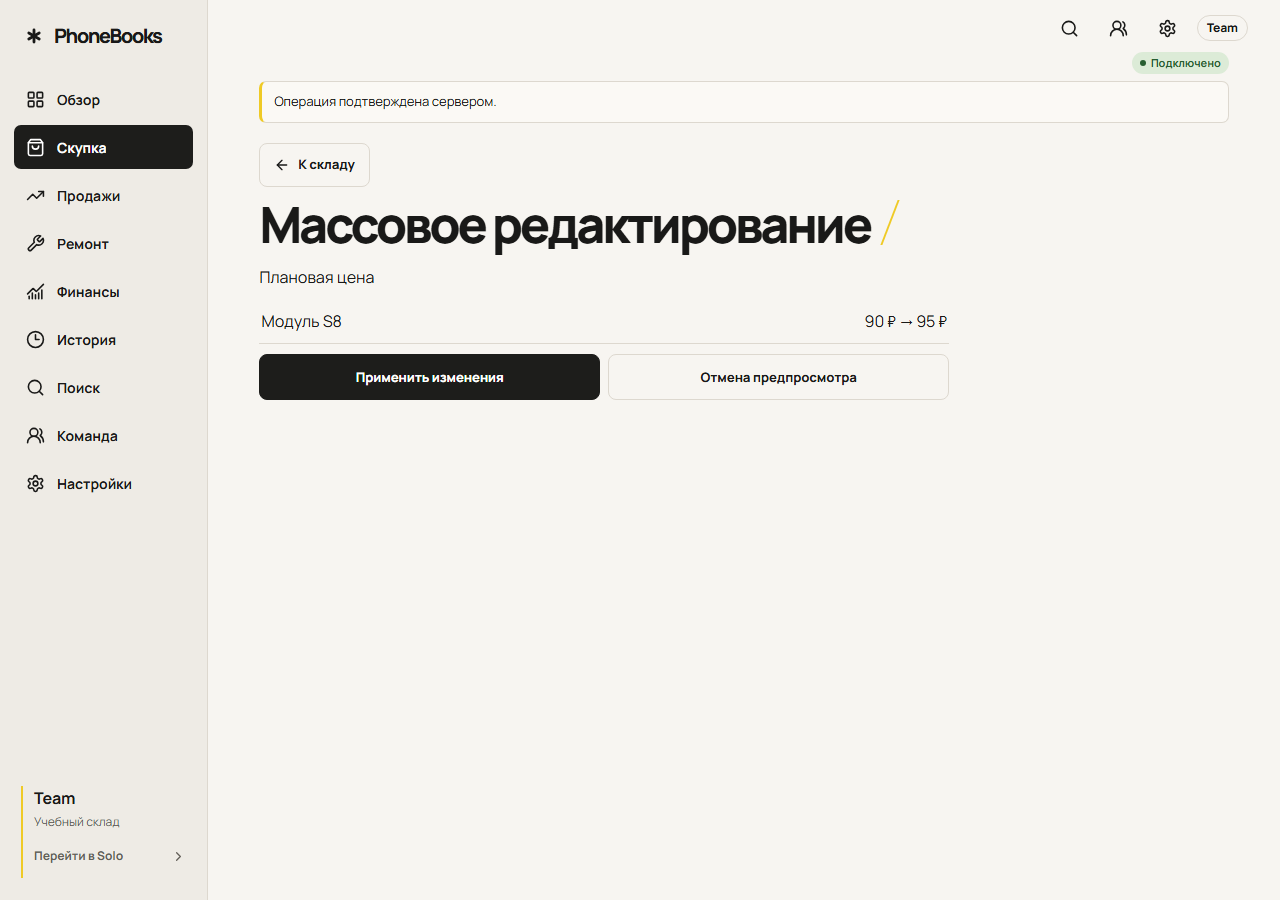 PhoneBooks
Обзор
Скупка
Продажи
Ремонт
Финансы
История
Поиск
Команда
Настройки
Team
Учебный склад
Перейти в Solo
Team
Подключено
Операция подтверждена сервером.
К складу
Массовое редактирование /
Плановая цена
Модуль S8 90 ₽ → 95 ₽
Применить изменения Отмена предпросмотра